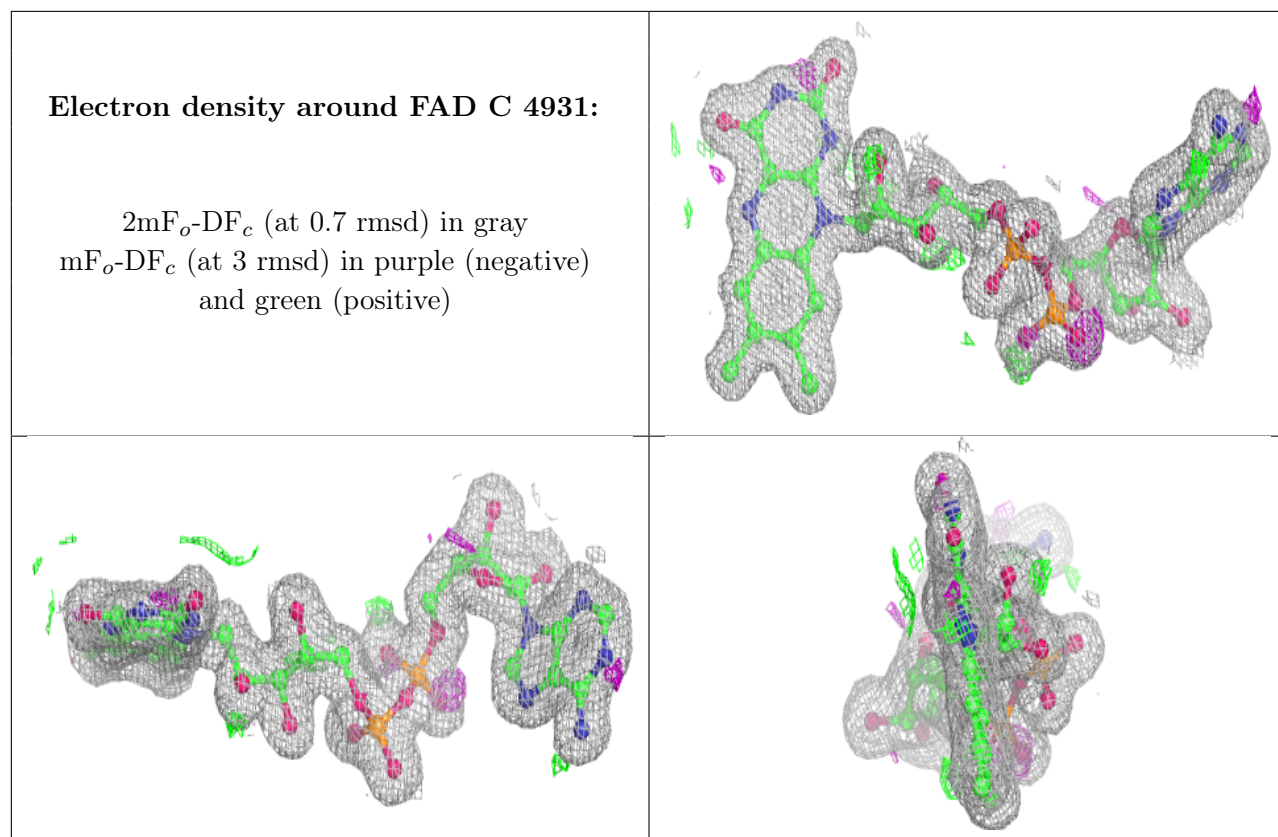 Electron density around FAD C 4931:
2mFo-DFc (at 0.7 rmsd) in gray
mFo-DFc (at 3 rmsd) in purple (negative)
and green (positive)